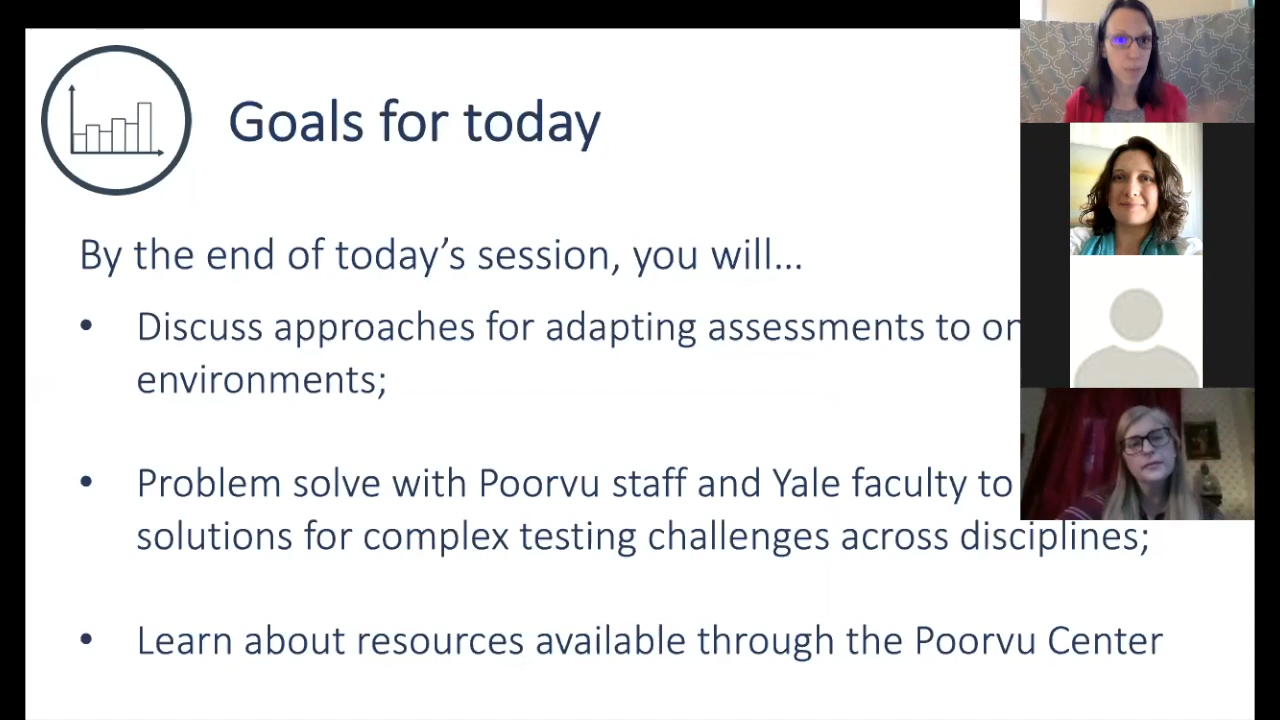 Goals for today
By the end of today's session, you will...
• Discuss approaches for adapting assessments to
environments;
• Problem solve with Poorvu staff and Yale faculty to
solutions for complex testing challenges across disciplines;
• Learn about resources available through the Poorvu Center